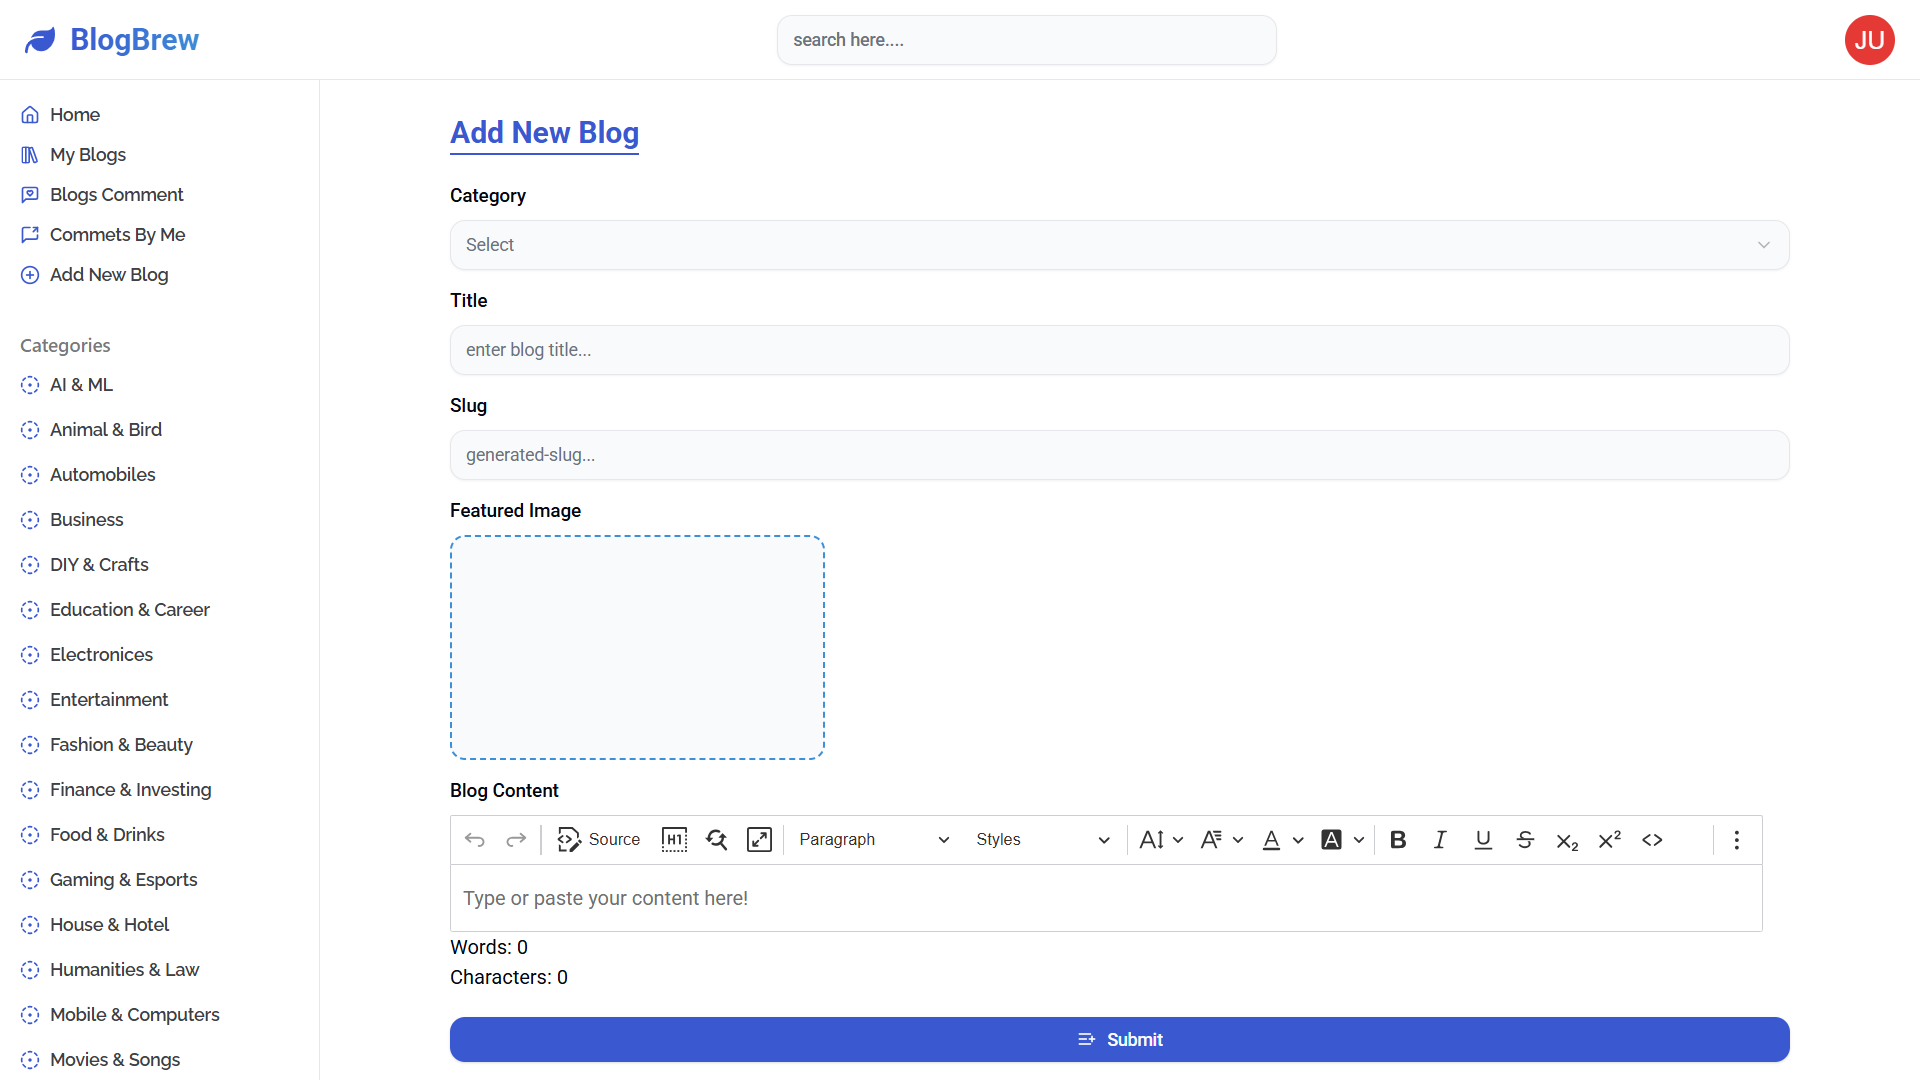 BlogBrew
search here....
JU
Home
My Blogs
Blogs Comment
Commets By Me
Add New Blog
Categories
AI & ML
Animal & Bird
Automobiles
Business
DIY & Crafts
Education & Career
Electronices
Entertainment
Fashion & Beauty
Finance & Investing
Food & Drinks
Gaming & Esports
House & Hotel
Humanities & Law
Mobile & Computers
Movies & Songs
Add New Blog
Category
Select
Title
enter blog title...
Slug
generated-slug...
Featured Image
Blog Content
Source H1 Paragraph Styles A A A A B I U S X2 X2 <>
Type or paste your content here!
Words: 0
Characters: 0
Submit